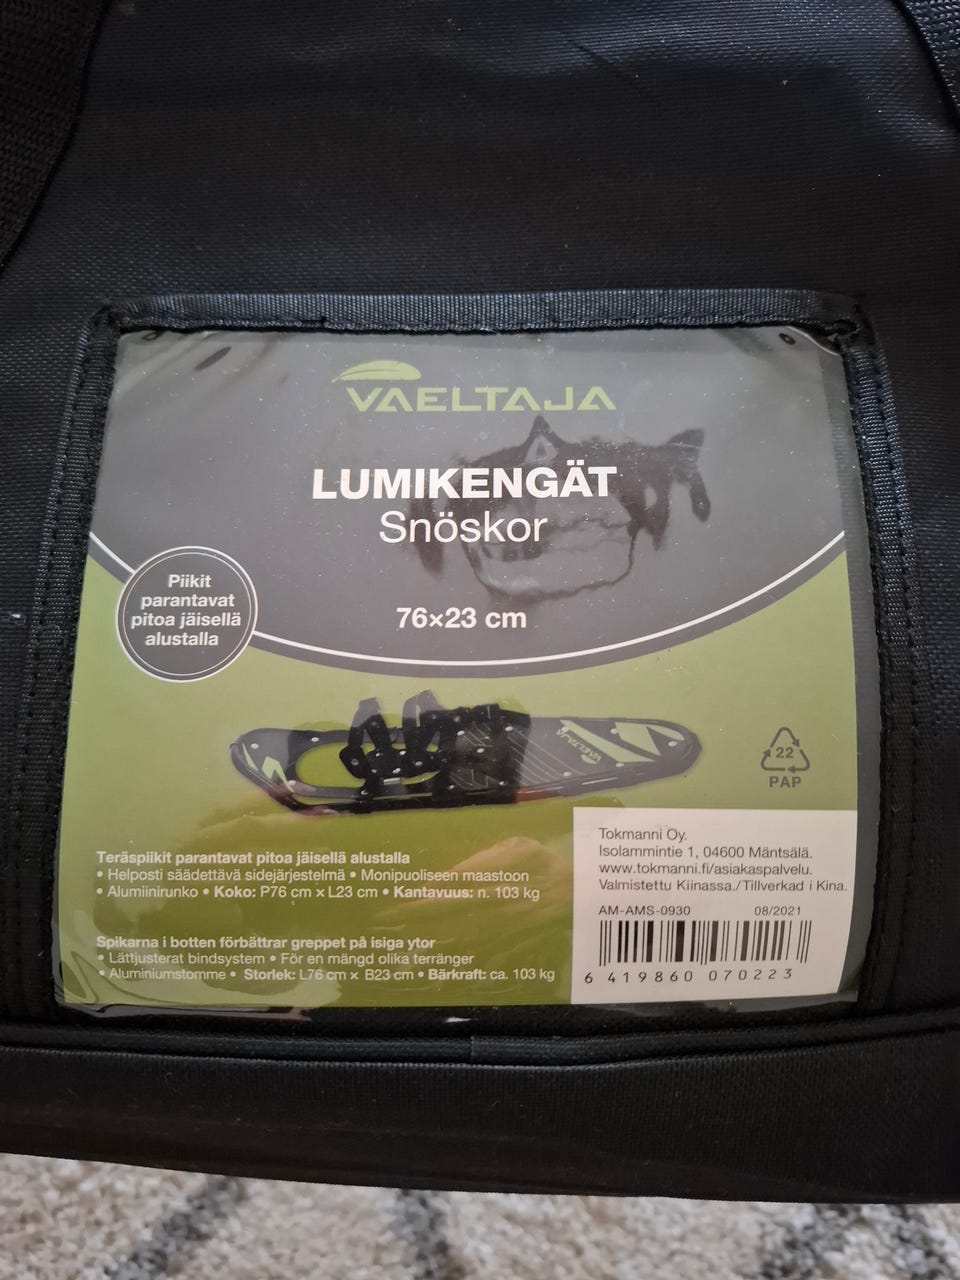 VAELTAJA
LUMIKENGÄT
Snöskor
76×23 cm
Piikit
parantavat
pitoa jäisellä
alustalla
VAELTAJA
22
PAP
Teräspiikit parantavat pitoa jäisellä alustalla
• Helposti säädettävä sidejärjestelmä • Monipuoliseen maastoon
• Alumiinirunko • Koko: P76 cm × L23 cm • Kantavuus: n. 103 kg
Spikarna i botten förbättrar greppet på isiga ytor
• Lättjusterat bindsystem • För en mängd olika terränger
• Aluminiumstomme • Storlek: L76 cm × B23 cm • Bärkraft: ca. 103 kg
Tokmanni Oy.
Isolammintie 1, 04600 Mäntsälä.
www.tokmanni.fi/asiakaspalvelu.
Valmistettu Kiinassa./Tillverkad i Kina.
AM-AMS-0930 08/2021
6 419860 070223